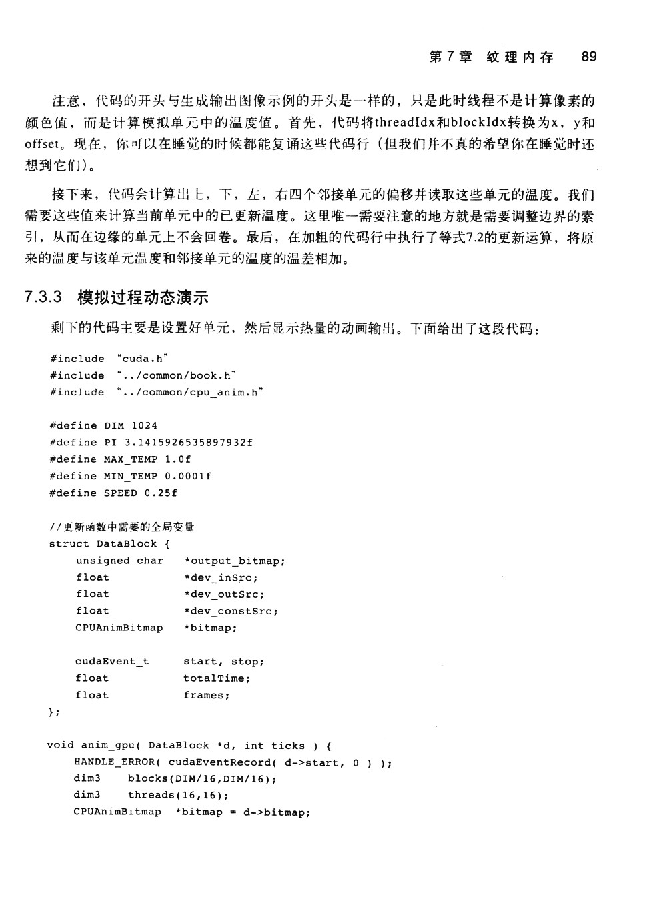 第7章 纹理内存 89
注意，代码的开头与生成输出图像示例的开头是一样的，只是此时线程不是计算像素的
颜色值，而是计算模拟单元中的温度值。首先，代码将threadIdx和blockIdx转换为x，y和
offset。现在，你可以在睡觉的时候都能复诵这些代码行（但我们并不真的希望你在睡觉时还
想到它们）。
接下来，代码会计算出上，下，左，右四个邻接单元的偏移并读取这些单元的温度。我们
需要这些值来计算当前单元中的已更新温度。这里唯一需要注意的地方就是需要调整边界的索
引，从而在边缘的单元上不会回卷。最后，在加粗的代码行中执行了等式7.2的更新运算，将原
来的温度与该单元温度和邻接单元的温度的温差相加。
7.3.3 模拟过程动态演示
剩下的代码主要是设置好单元，然后显示热量的动画输出。下面给出了这段代码：
#include "cuda.h"
#include "../common/book.h"
#include "../common/cpu_anim.h"
#define DIM 1024
#define PI 3.1415926535897932f
#define MAX_TEMP 1.0f
#define MIN_TEMP 0.0001f
#define SPEED 0.25f
//更新函数中需要的全局变量
struct DataBlock {
unsigned char *output_bitmap;
float *dev_inSrc;
float *dev_outSrc;
float *dev_constSrc;
CPUAnimBitmap *bitmap;
cudaEvent_t start, stop;
float totalTime;
float frames;
};
void anim_gpu( DataBlock *d, int ticks ) {
HANDLE_ERROR( cudaEventRecord( d->start, 0 ) );
dim3 blocks(DIM/16,DIM/16);
dim3 threads(16,16);
CPUAnimBitmap *bitmap = d->bitmap;